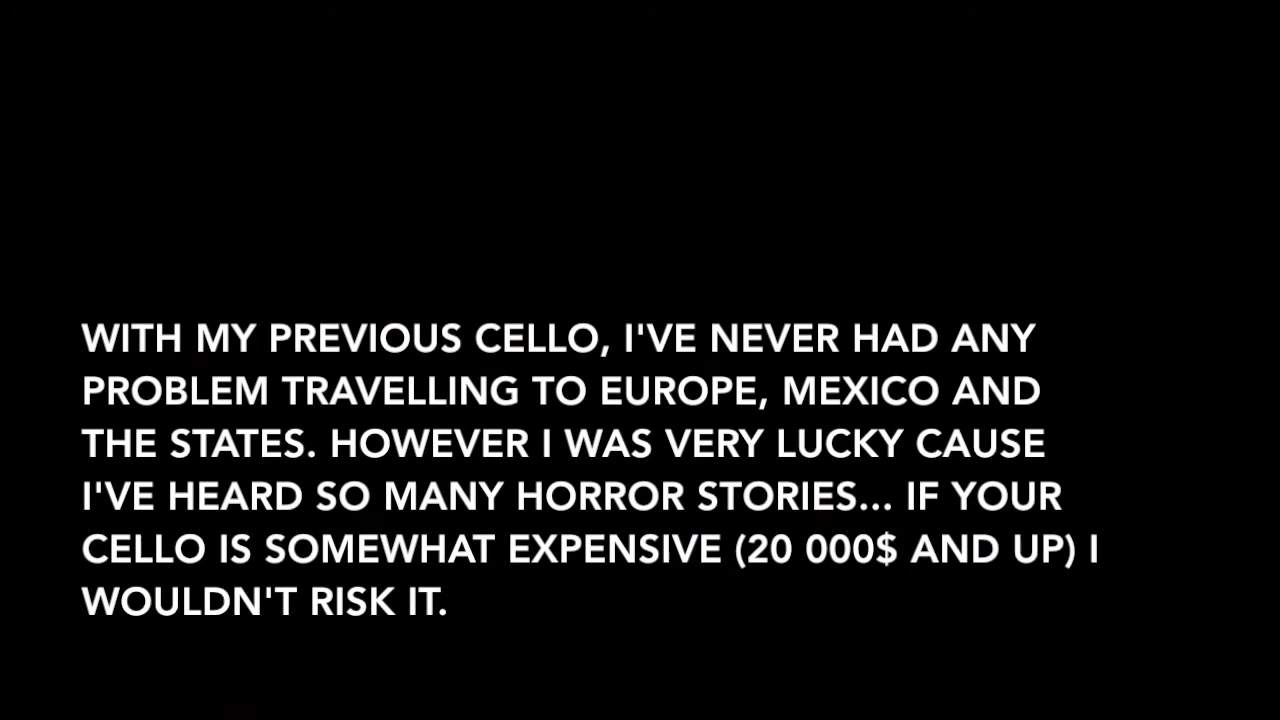 WITH MY PREVIOUS CELLO, I'VE NEVER HAD ANY
PROBLEM TRAVELLING TO EUROPE, MEXICO AND
THE STATES. HOWEVER I WAS VERY LUCKY CAUSE
I'VE HEARD SO MANY HORROR STORIES... IF YOUR
CELLO IS SOMEWHAT EXPENSIVE (20 000$ AND UP) I
WOULDN'T RISK IT.